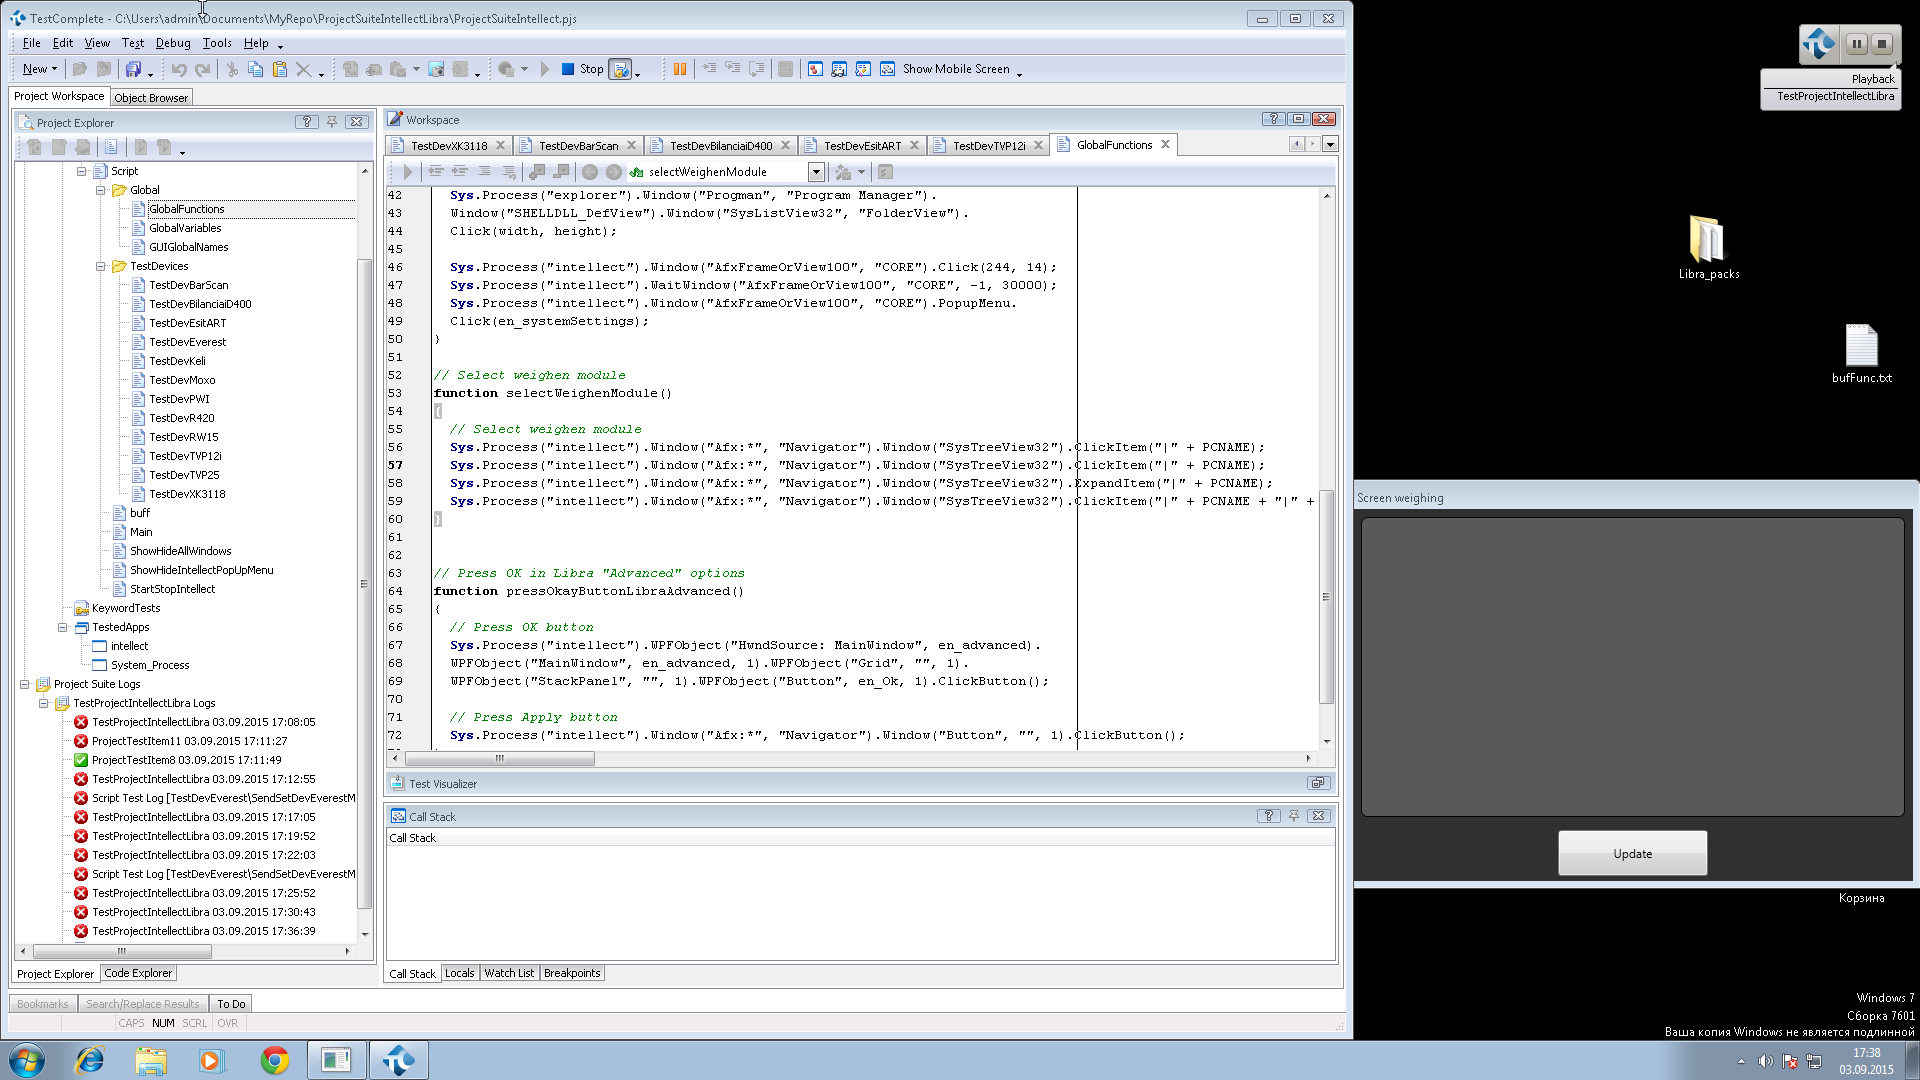 TestComplete - C:\Users\admin\Documents\MyRepo\ProjectSuiteIntellectLibra\ProjectSuiteIntellect.pjs
File Edit View Test Debug Tools Help
New Stop Show Mobile Screen
Project Workspace Object Browser
Project Explorer
Script
Global
GlobalFunctions
GlobalVariables
GUIGlobalNames
TestDevices
TestDevBarScan
TestDevBilanciaiD400
TestDevEsitART
TestDevEverest
TestDevKeli
TestDevMoxo
TestDevPWI
TestDevR420
TestDevRW15
TestDevTVP12i
TestDevTVP25
TestDevXK3118
buff
Main
ShowHideAllWindows
ShowHideIntellectPopUpMenu
StartStopIntellect
KeywordTests
TestedApps
intellect
System_Process
Project Suite Logs
TestProjectIntellectLibra Logs
TestProjectIntellectLibra 03.09.2015 17:08:05
ProjectTestItem11 03.09.2015 17:11:27
ProjectTestItem8 03.09.2015 17:11:49
TestProjectIntellectLibra 03.09.2015 17:12:55
Script Test Log [TestDevEverest\SendSetDevEverestM
TestProjectIntellectLibra 03.09.2015 17:17:05
TestProjectIntellectLibra 03.09.2015 17:19:52
TestProjectIntellectLibra 03.09.2015 17:22:03
Script Test Log [TestDevEverest\SendSetDevEverestM
TestProjectIntellectLibra 03.09.2015 17:25:52
TestProjectIntellectLibra 03.09.2015 17:30:43
TestProjectIntellectLibra 03.09.2015 17:36:39
Project Explorer Code Explorer
Workspace
TestDevXK3118 TestDevBarScan TestDevBilanciaiD400 TestDevEsitART TestDevTVP12i GlobalFunctions
selectWeighenModule
42 Sys.Process("explorer").Window("Progman", "Program Manager").
43 Window("SHELLDLL_DefView").Window("SysListView32", "FolderView").
44 Click(width, height);
45
46 Sys.Process("intellect").Window("AfxFrameOrView100", "CORE").Click(244, 14);
47 Sys.Process("intellect").WaitWindow("AfxFrameOrView100", "CORE", -1, 30000);
48 Sys.Process("intellect").Window("AfxFrameOrView100", "CORE").PopupMenu.
49 Click(en_systemSettings);
50 }
51
52 // Select weighen module
53 function selectWeighenModule()
54 {
55 // Select weighen module
56 Sys.Process("intellect").Window("Afx:*", "Navigator").Window("SysTreeView32").ClickItem("|" + PCNAME);
57 Sys.Process("intellect").Window("Afx:*", "Navigator").Window("SysTreeView32").ClickItem("|" + PCNAME);
58 Sys.Process("intellect").Window("Afx:*", "Navigator").Window("SysTreeView32").ExpandItem("|" + PCNAME);
59 Sys.Process("intellect").Window("Afx:*", "Navigator").Window("SysTreeView32").ClickItem("|" + PCNAME + "|" +
60 }
61
62
63 // Press OK in Libra "Advanced" options
64 function pressOkayButtonLibraAdvanced()
65 {
66 // Press OK button
67 Sys.Process("intellect").WPFObject("HwndSource: MainWindow", en_advanced).
68 WPFObject("MainWindow", en_advanced, 1).WPFObject("Grid", "", 1).
69 WPFObject("StackPanel", "", 1).WPFObject("Button", en_Ok, 1).ClickButton();
70
71 // Press Apply button
72 Sys.Process("intellect").Window("Afx:*", "Navigator").Window("Button", "", 1).ClickButton();
Test Visualizer
Call Stack
Call Stack
Call Stack Locals Watch List Breakpoints
Bookmarks Search/Replace Results To Do
CAPS NUM SCRL OVR
Playback
TestProjectIntellectLibra
Libra_packs
bufFunc.txt
Screen weighing
Update
Корзина
Windows 7
Сборка 7601
Ваша копия Windows не является подлинной
17:38
03.09.2015